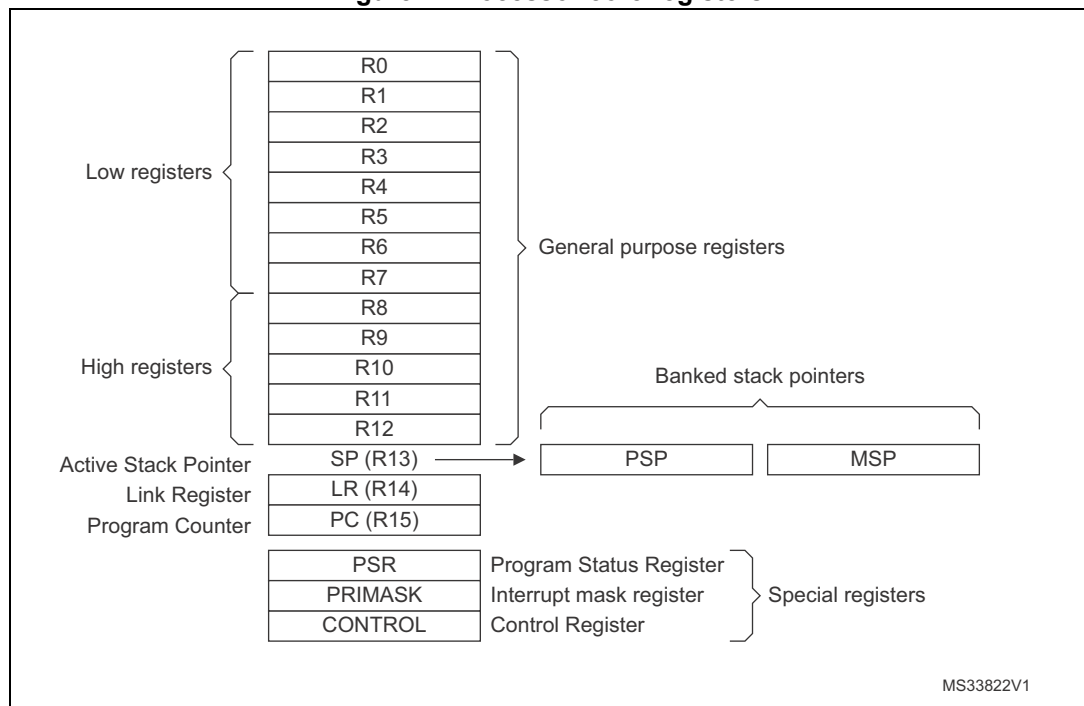 R0
R1
R2
R3
Low registers
R4
R5
R6
General purpose registers
R7
R8
R9
High registers
R10
Banked stack pointers
R11
R12
Active Stack Pointer
SP (R13)
PSP
MSP
Link Register
LR (R14)
Program Counter
PC (R15)
PSR
Program Status Register
PRIMASK
Interrupt mask register
Special registers
CONTROL
Control Register
MS33822V1